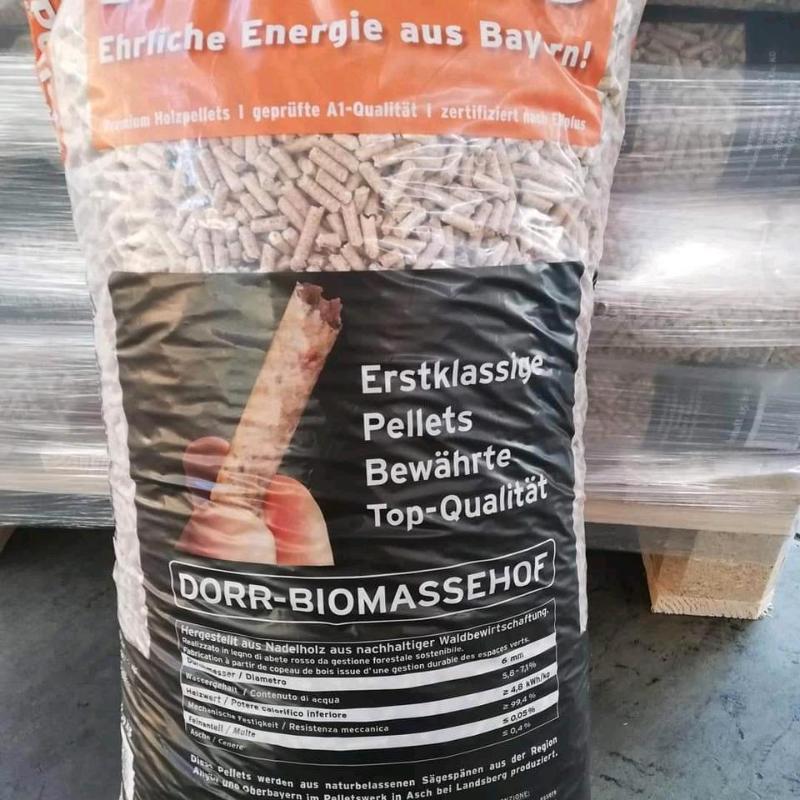 Ehrliche Energie aus Bayern!
Premium Holzpellets | geprüfte A1-Qualität | zertifiziert nach ENplus
Erstklassige
Pellets
Bewährte
Top-Qualität
DORR-BIOMASSEHOF
Hergestellt aus Nadelholz aus nachhaltiger Waldbewirtschaftung.
Realizzato in legno di abete rosso da gestione forestale sostenibile.
Fabrication à partir de copeau de bois issue d'une gestion durable des espaces verts.
Durchmesser / Diametro 6 mm
Wassergehalt / Contenuto di acqua 5,8-7,1%
Heizwert / Potere calorifico inferiore ≥ 4,8 kWh/kg
Mechanische Festigkeit / Resistenza meccanica ≥ 99,4 %
Feinanteil / Multe ≤ 0,05 %
Asche / Cenere ≤ 0,4 %
Diese Pellets werden aus naturbelassenen Sägespänen aus der Region
Allgäu und Oberbayern im Pelletswerk in Asch bei Landsberg produziert.